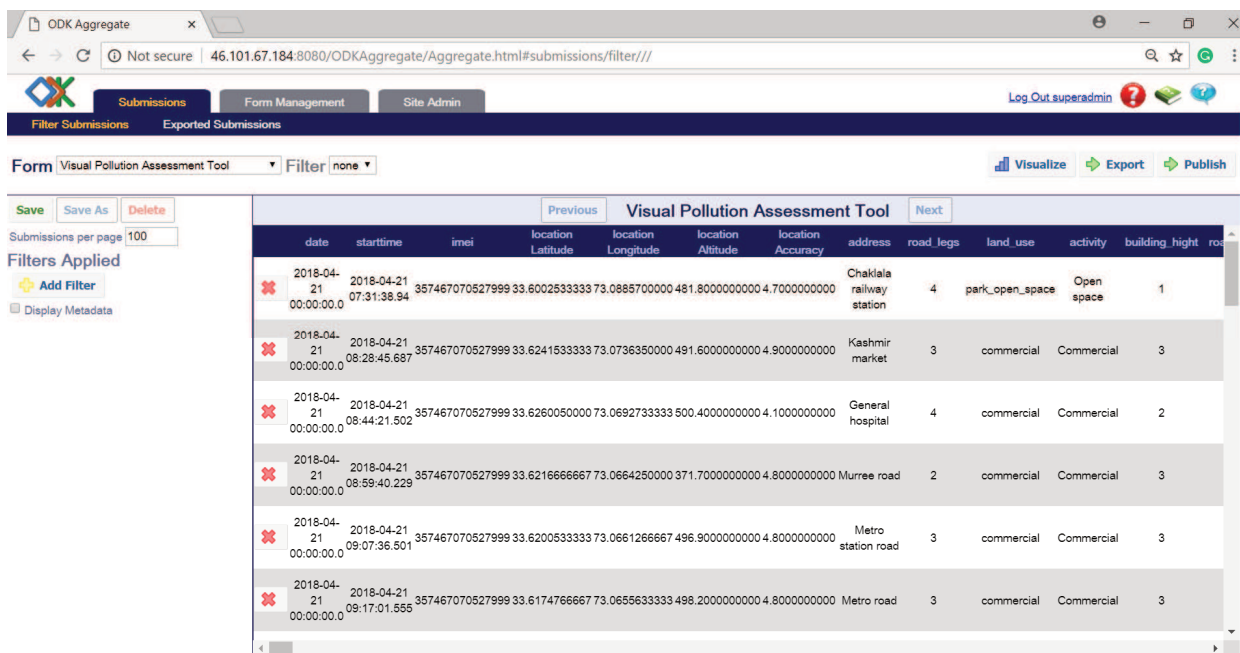 ODK Aggregate
Not secure 46.101.67.184:8080/ODKAggregate/Aggregate.html#submissions/filter///
Submissions Form Management Site Admin Log Out superadmin
Filter Submissions Exported Submissions
Form Visual Pollution Assessment Tool Filter none Visualize Export Publish
Save Save As Delete
Submissions per page 100
Filters Applied
Add Filter
Display Metadata
Previous Visual Pollution Assessment Tool Next
date starttime imei location Latitude location Longitude location Altitude location Accuracy address road_legs land_use activity building_hight roa
2018-04-21 00:00:00.0 2018-04-21 07:31:38.94 357467070527999 33.6002533333 73.0885700000 481.8000000000 4.7000000000 Chaklala railway station 4 park_open_space Open space 1
2018-04-21 00:00:00.0 2018-04-21 08:28:45.687 357467070527999 33.6241533333 73.0736350000 491.6000000000 4.9000000000 Kashmir market 3 commercial Commercial 3
2018-04-21 00:00:00.0 2018-04-21 08:44:21.502 357467070527999 33.6260050000 73.0692733333 500.4000000000 4.1000000000 General hospital 4 commercial Commercial 2
2018-04-21 00:00:00.0 2018-04-21 08:59:40.229 357467070527999 33.6216666667 73.0664250000 371.7000000000 4.8000000000 Murree road 2 commercial Commercial 3
2018-04-21 00:00:00.0 2018-04-21 09:07:36.501 357467070527999 33.6200533333 73.0661266667 496.9000000000 4.8000000000 Metro station road 3 commercial Commercial 3
2018-04-21 00:00:00.0 2018-04-21 09:17:01.555 357467070527999 33.6174766667 73.0655633333 498.2000000000 4.8000000000 Metro road 3 commercial Commercial 3